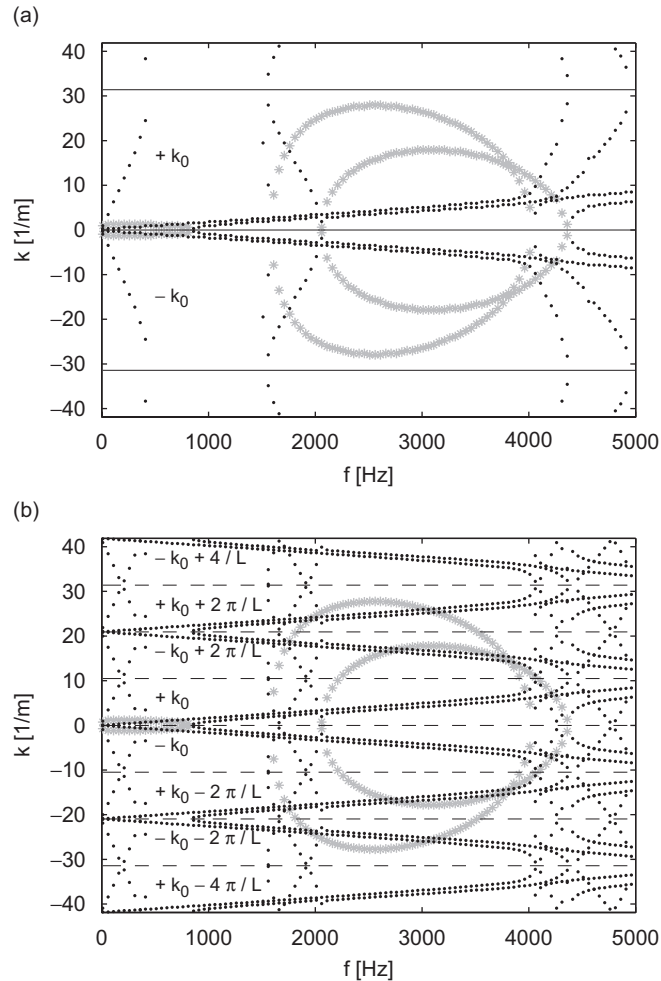 (a)
40
30
20
+ k0
10
0
−10
− k0
−20
−30
−40
k [1/m]
0 1000 2000 3000 4000 5000
f [Hz]
(b)
40
− k0 + 4 / L
30
+ k0 + 2 π / L
20
− k0 + 2 π / L
10
+ k0
0
− k0
−10
+ k0 − 2 π / L
−20
− k0 − 2 π / L
−30
+ k0 − 4 π / L
−40
k [1/m]
0 1000 2000 3000 4000 5000
f [Hz]